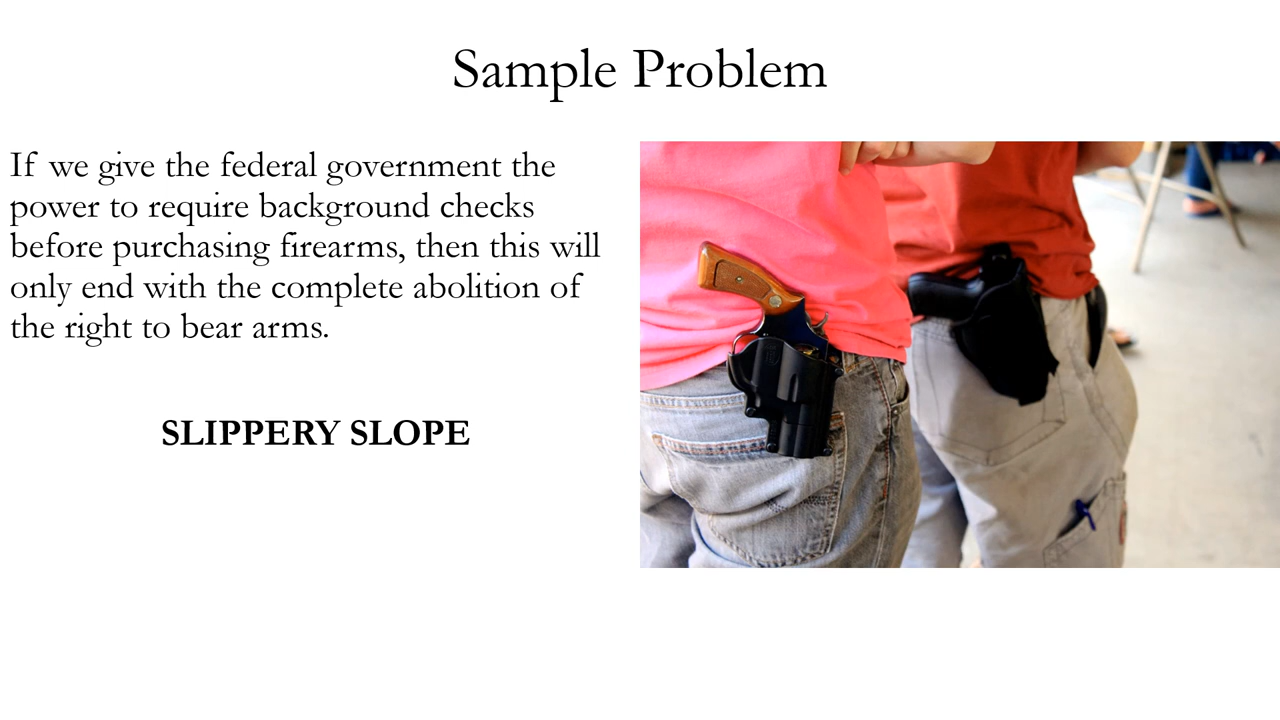 Sample Problem
If we give the federal government the
power to require background checks
before purchasing firearms, then this will
only end with the complete abolition of
the right to bear arms.
SLIPPERY SLOPE